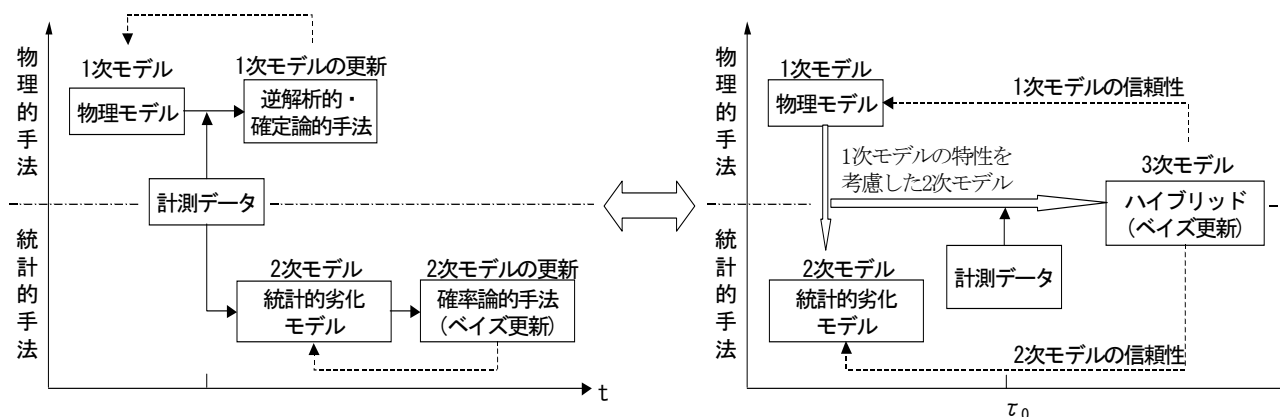 物理的手法
統計的手法
1次モデル
物理モデル
1次モデルの更新
逆解析的・
確定論的手法
計測データ
2次モデル
統計的劣化
モデル
2次モデルの更新
確率論的手法
(ベイズ更新)
t
物理的手法
統計的手法
1次モデル
物理モデル
1次モデルの信頼性
1次モデルの特性を
考慮した2次モデル
3次モデル
ハイブリッド
(ベイズ更新)
2次モデル
統計的劣化
モデル
計測データ
2次モデルの信頼性
τ₀